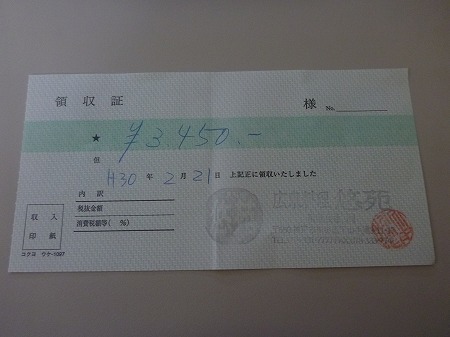 領収証 様 No.
★ ¥3,450.-
但
H30 年 2 月 21 日 上記正に領収いたしました
内訳
税抜金額
消費税額等( %)
収入
印紙
コクヨ ウケ-1097